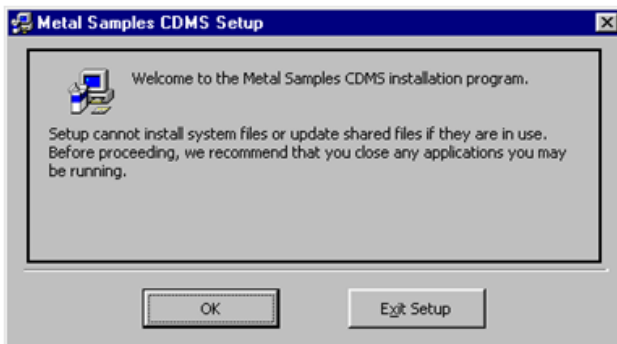 Metal Samples CDMS Setup
Welcome to the Metal Samples CDMS installation program.
Setup cannot install system files or update shared files if they are in use.
Before proceeding, we recommend that you close any applications you may
be running.
OK
Exit Setup